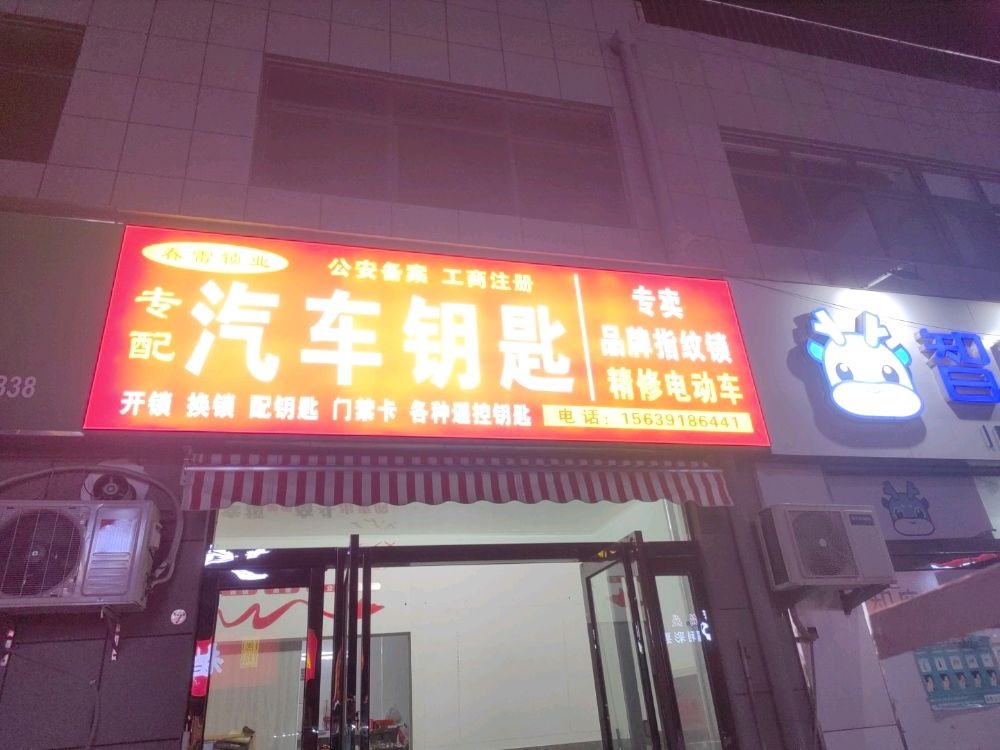 春雷锁业
公安备案 工商注册
专配
汽车钥匙
开锁 换锁 配钥匙 门禁卡 各种遥控钥匙
专卖
品牌指纹锁
精修电动车
电话：15639186441
338
智